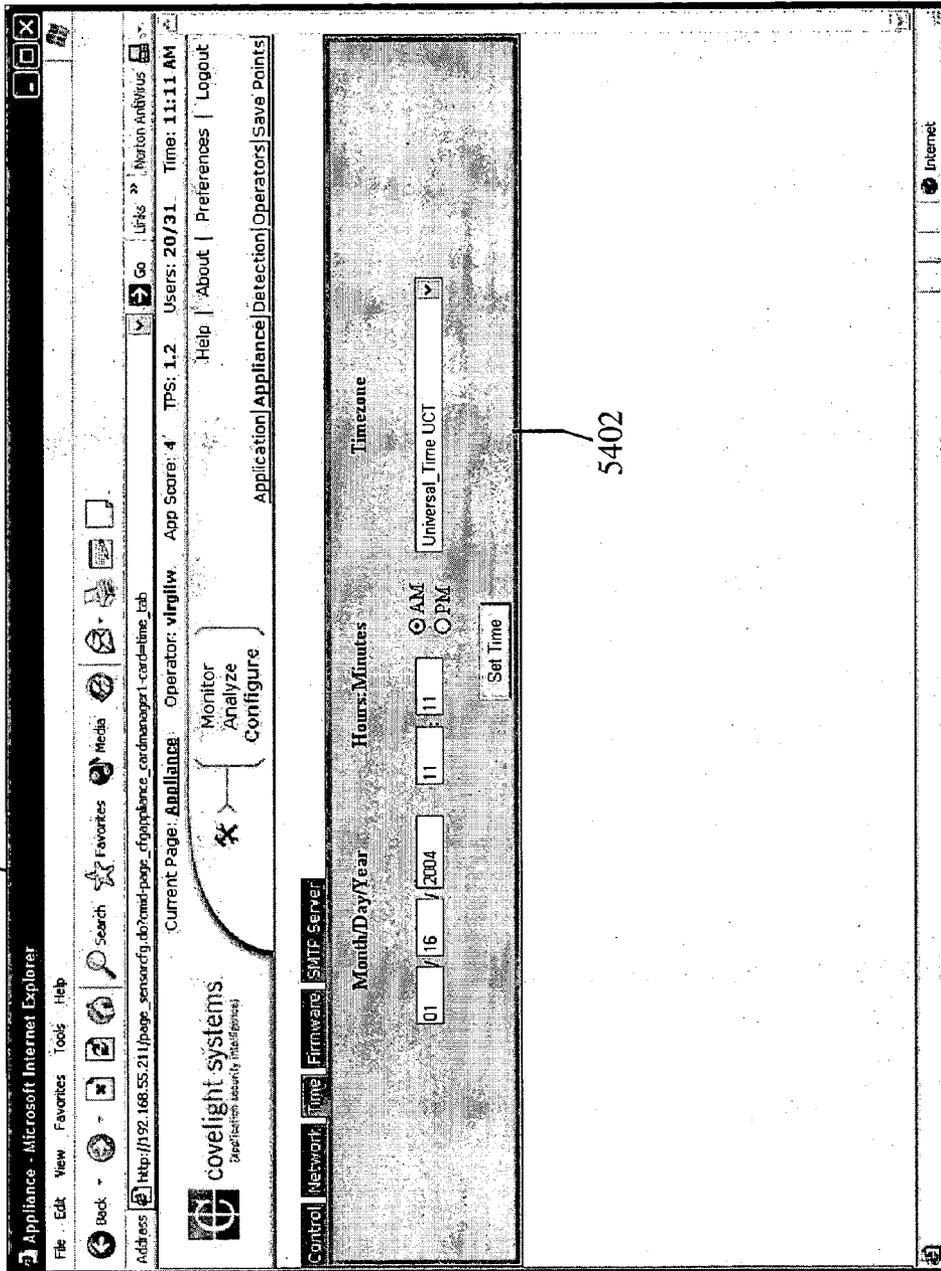 Appliance - Microsoft Internet Explorer
File Edit View Favorites Tools Help
Back Search Favorites Media
Address http://192.168.55.211/page_sensorcfg.do?cmd-page_cfgappliance_cardmanager1-card=time_tab Go Links » Norton AntiVirus
Current Page: Appliance Operator: virgilw App Score: 4 TPS: 1.2 Users: 20/31 Time: 11:11 AM
covelight systems
[application security intelligence]
Monitor
Analyze
Configure
Help | About | Preferences | Logout
Application | Appliance | Detection | Operators | Save Points
Control Network Time Firmware SMTP Server
Month/Day/Year Hours:Minutes Timezone
01 / 16 / 2004 11 : 11 AM PM Universal_Time UCT
Set Time
5402
Internet